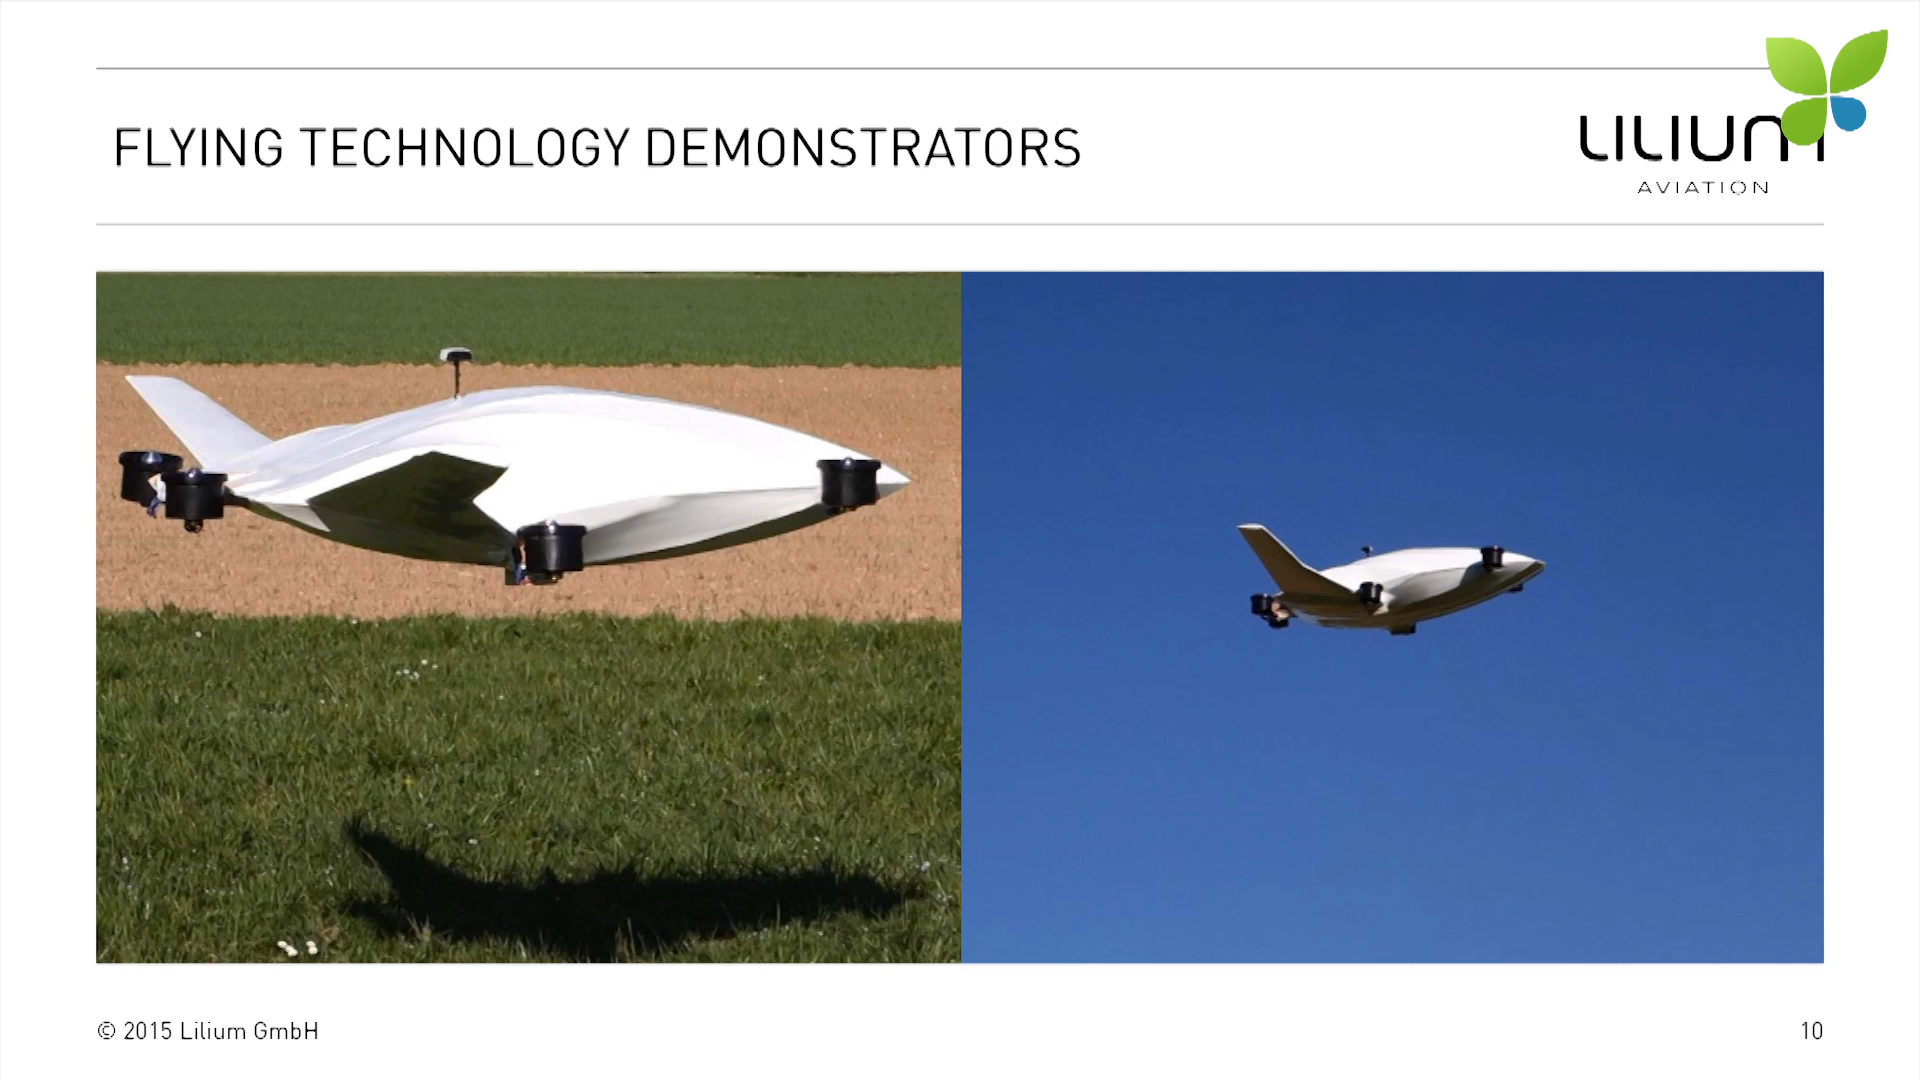 FLYING TECHNOLOGY DEMONSTRATORS
LILIUM
AVIATION
© 2015 Lilium GmbH
10